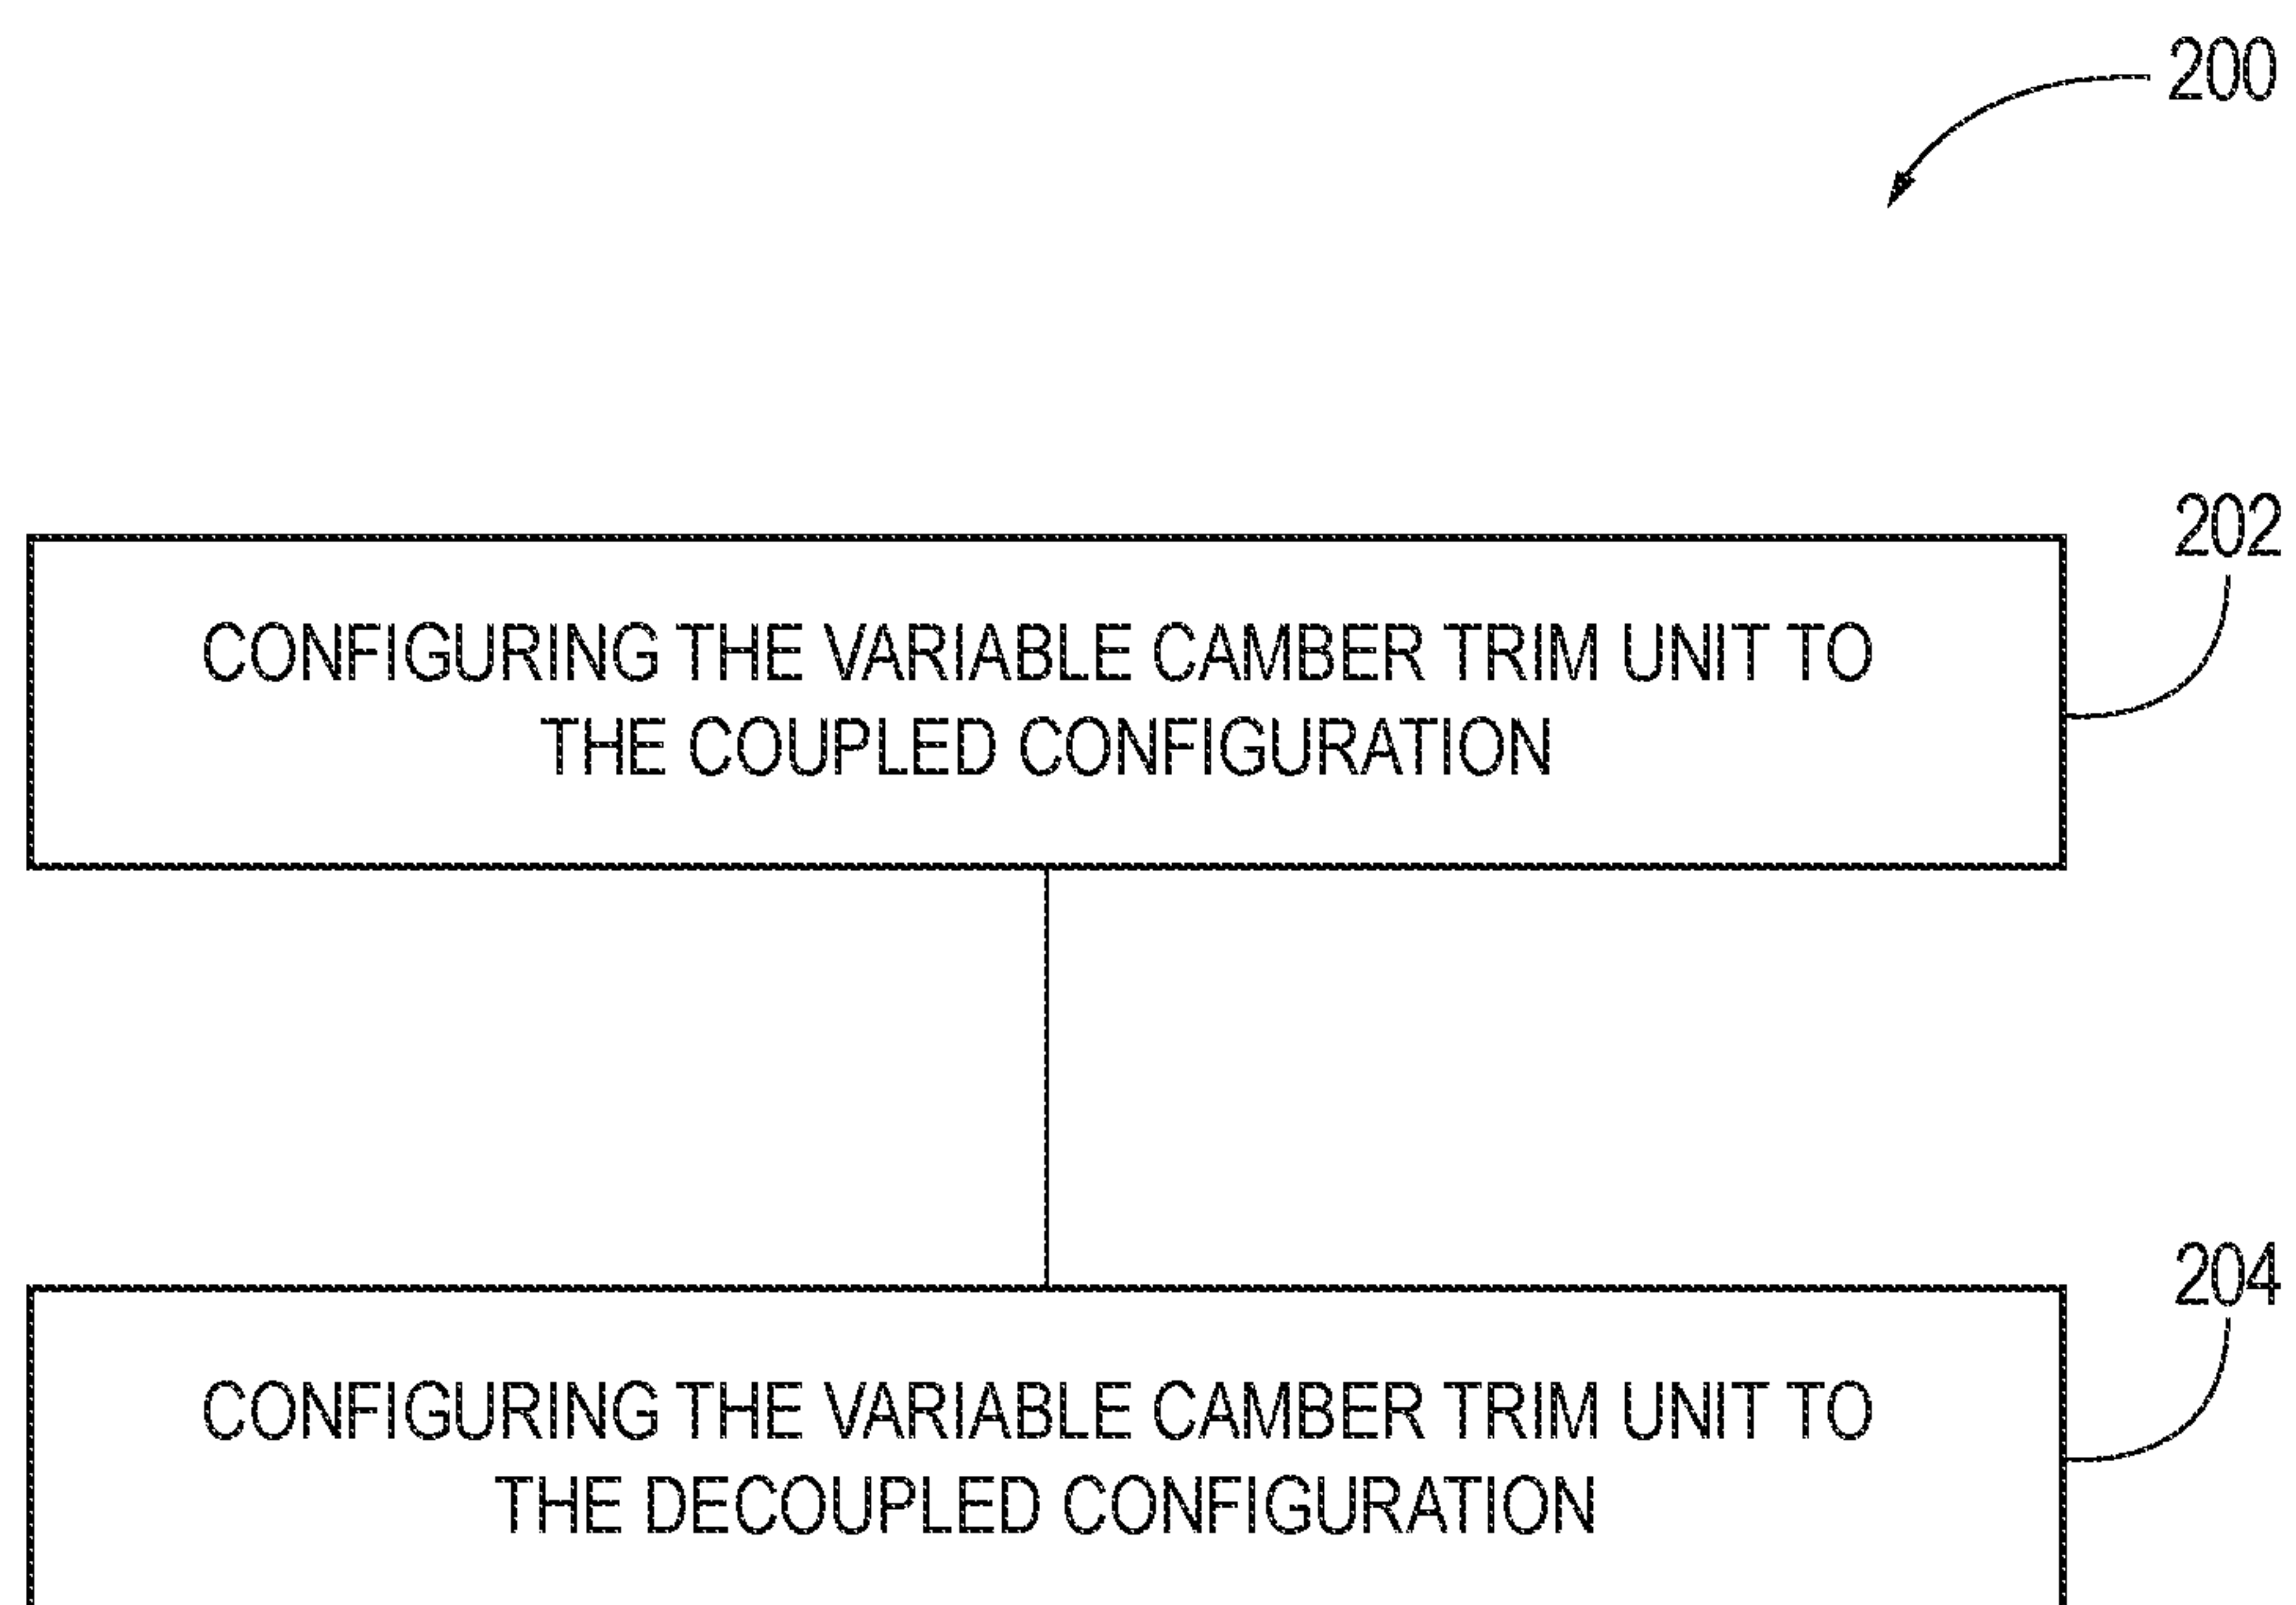 200
202
CONFIGURING THE VARIABLE CAMBER TRIM UNIT TO
THE COUPLED CONFIGURATION
204
CONFIGURING THE VARIABLE CAMBER TRIM UNIT TO
THE DECOUPLED CONFIGURATION